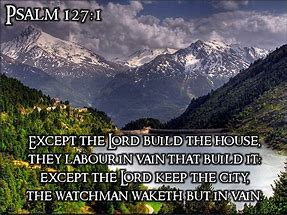 Psalm 127:1
Except the Lord build the house,
they labour in vain that build it:
except the Lord keep the city,
the watchman waketh but in vain.